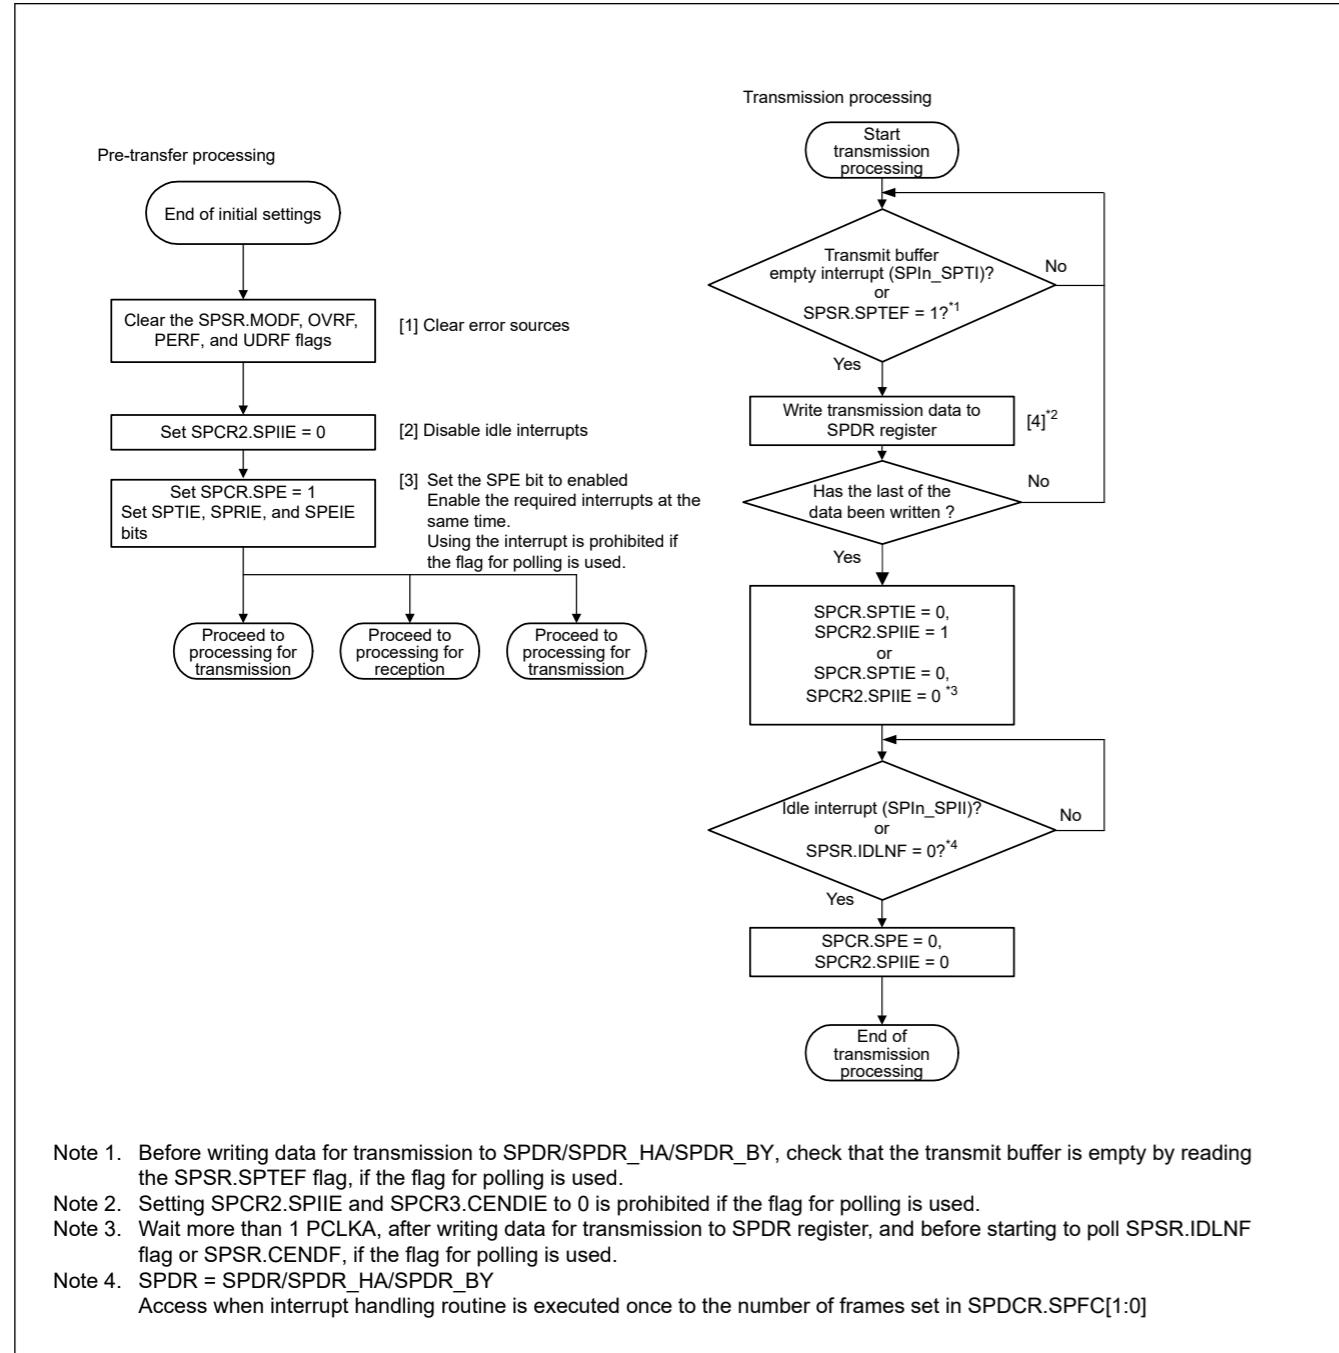 Pre-transfer processing
End of initial settings
Clear the SPSR.MODF, OVRF,
PERF, and UDRF flags
[1] Clear error sources
Set SPCR2.SPIIE = 0
[2] Disable idle interrupts
Set SPCR.SPE = 1
Set SPTIE, SPRIE, and SPEIE
bits
[3] Set the SPE bit to enabled
Enable the required interrupts at the
same time.
Using the interrupt is prohibited if
the flag for polling is used.
Proceed to
processing for
transmission
Proceed to
processing for
reception
Proceed to
processing for
transmission
Transmission processing
Start
transmission
processing
Transmit buffer
empty interrupt (SPIn_SPTI)?
or
SPSR.SPTEF = 1?*1
No
Yes
Write transmission data to
SPDR register
[4]*2
Has the last of the
data been written ?
No
Yes
SPCR.SPTIE = 0,
SPCR2.SPIIE = 1
or
SPCR.SPTIE = 0,
SPCR2.SPIIE = 0 *3
Idle interrupt (SPIn_SPII)?
or
SPSR.IDLNF = 0?*4
No
Yes
SPCR.SPE = 0,
SPCR2.SPIIE = 0
End of
transmission
processing
Note 1. Before writing data for transmission to SPDR/SPDR_HA/SPDR_BY, check that the transmit buffer is empty by reading
the SPSR.SPTEF flag, if the flag for polling is used.
Note 2. Setting SPCR2.SPIIE and SPCR3.CENDIE to 0 is prohibited if the flag for polling is used.
Note 3. Wait more than 1 PCLKA, after writing data for transmission to SPDR register, and before starting to poll SPSR.IDLNF
flag or SPSR.CENDF, if the flag for polling is used.
Note 4. SPDR = SPDR/SPDR_HA/SPDR_BY
Access when interrupt handling routine is executed once to the number of frames set in SPDCR.SPFC[1:0]